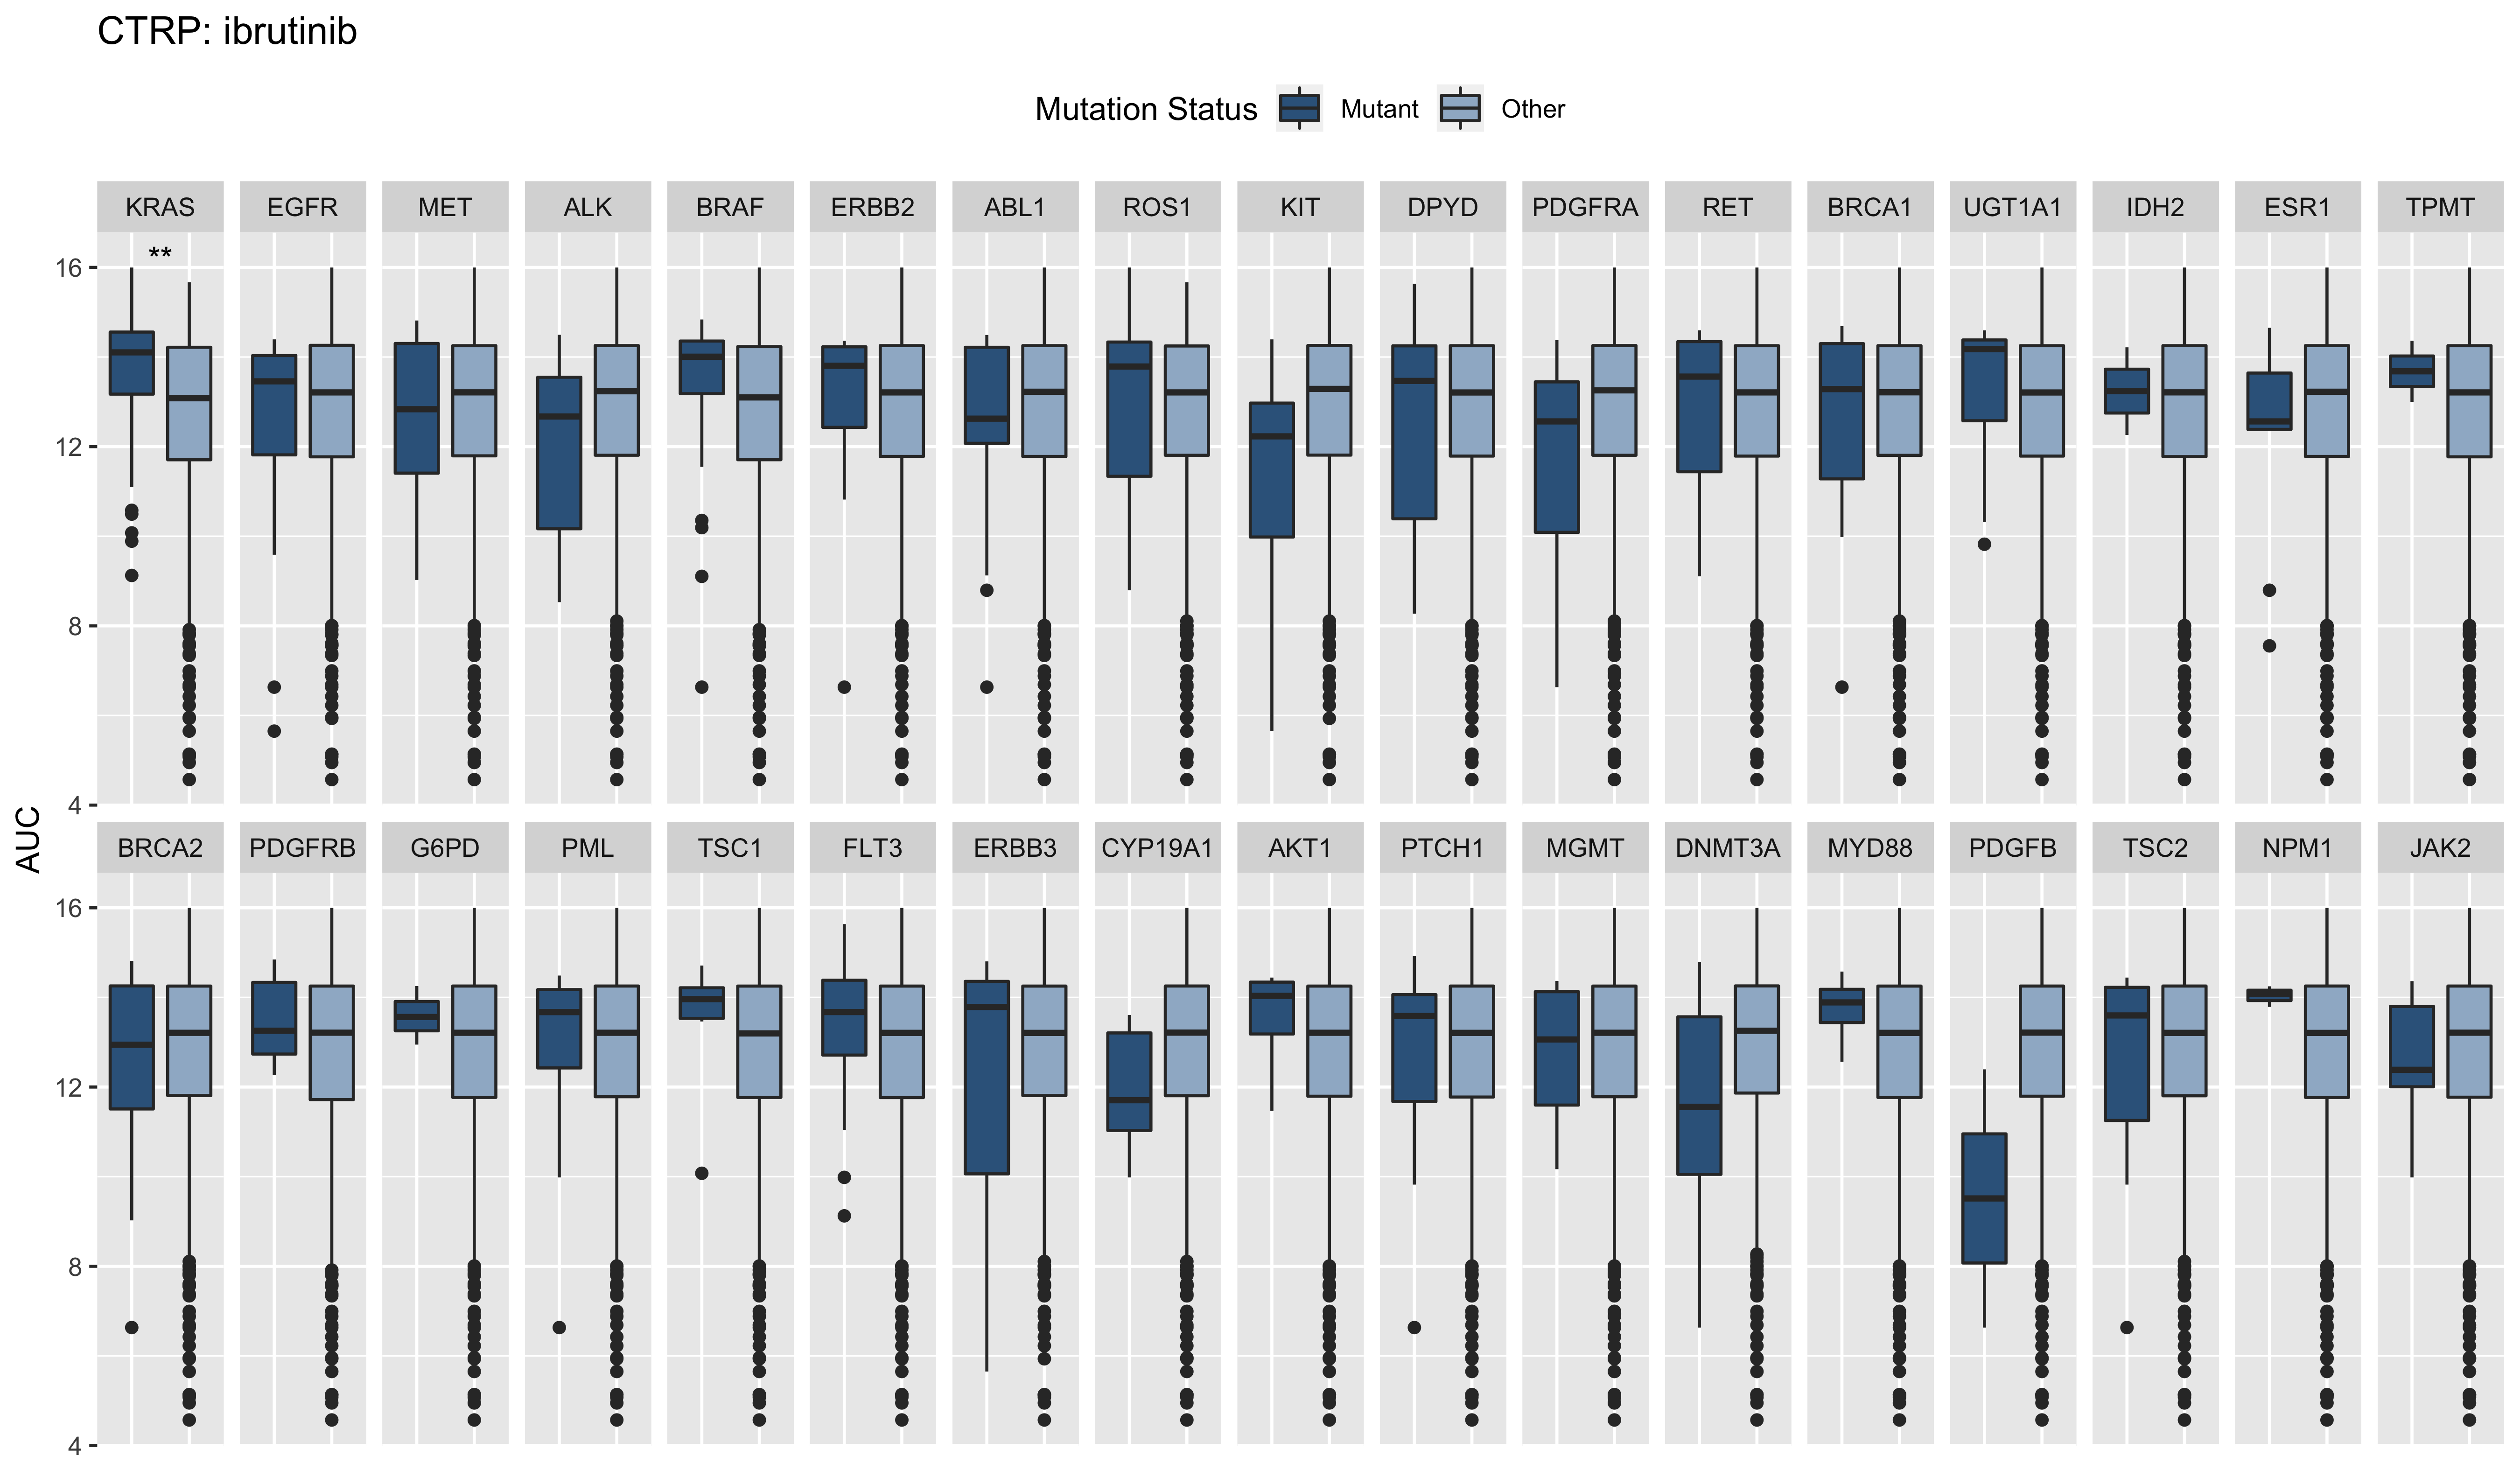 CTRP: ibrutinib
Mutation Status Mutant Other
KRAS EGFR MET ALK BRAF ERBB2 ABL1 ROS1 KIT DPYD PDGFRA RET BRCA1 UGT1A1 IDH2 ESR1 TPMT
**
16
12
8
4
AUC
BRCA2 PDGFRB G6PD PML TSC1 FLT3 ERBB3 CYP19A1 AKT1 PTCH1 MGMT DNMT3A MYD88 PDGFB TSC2 NPM1 JAK2
16
12
8
4